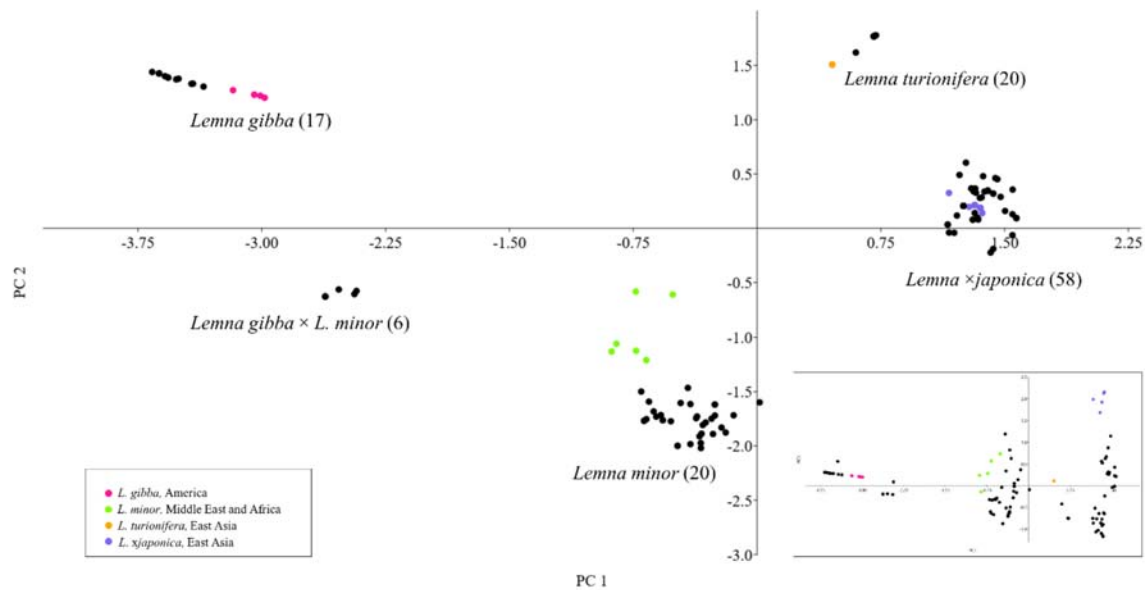 1.5
Lemna turionifera (20)
1.0
Lemna gibba (17)
0.5
-3.75 -3.00 -2.25 -1.50 -0.75 0.75 1.50 2.25
PC 2
-0.5
Lemna ×japonica (58)
Lemna gibba × L. minor (6)
-1.0
-1.5
-2.0
Lemna minor (20)
-2.5
-3.0
L. gibba, America
L. minor, Middle East and Africa
L. turionifera, East Asia
L. xjaponica, East Asia
PC 1